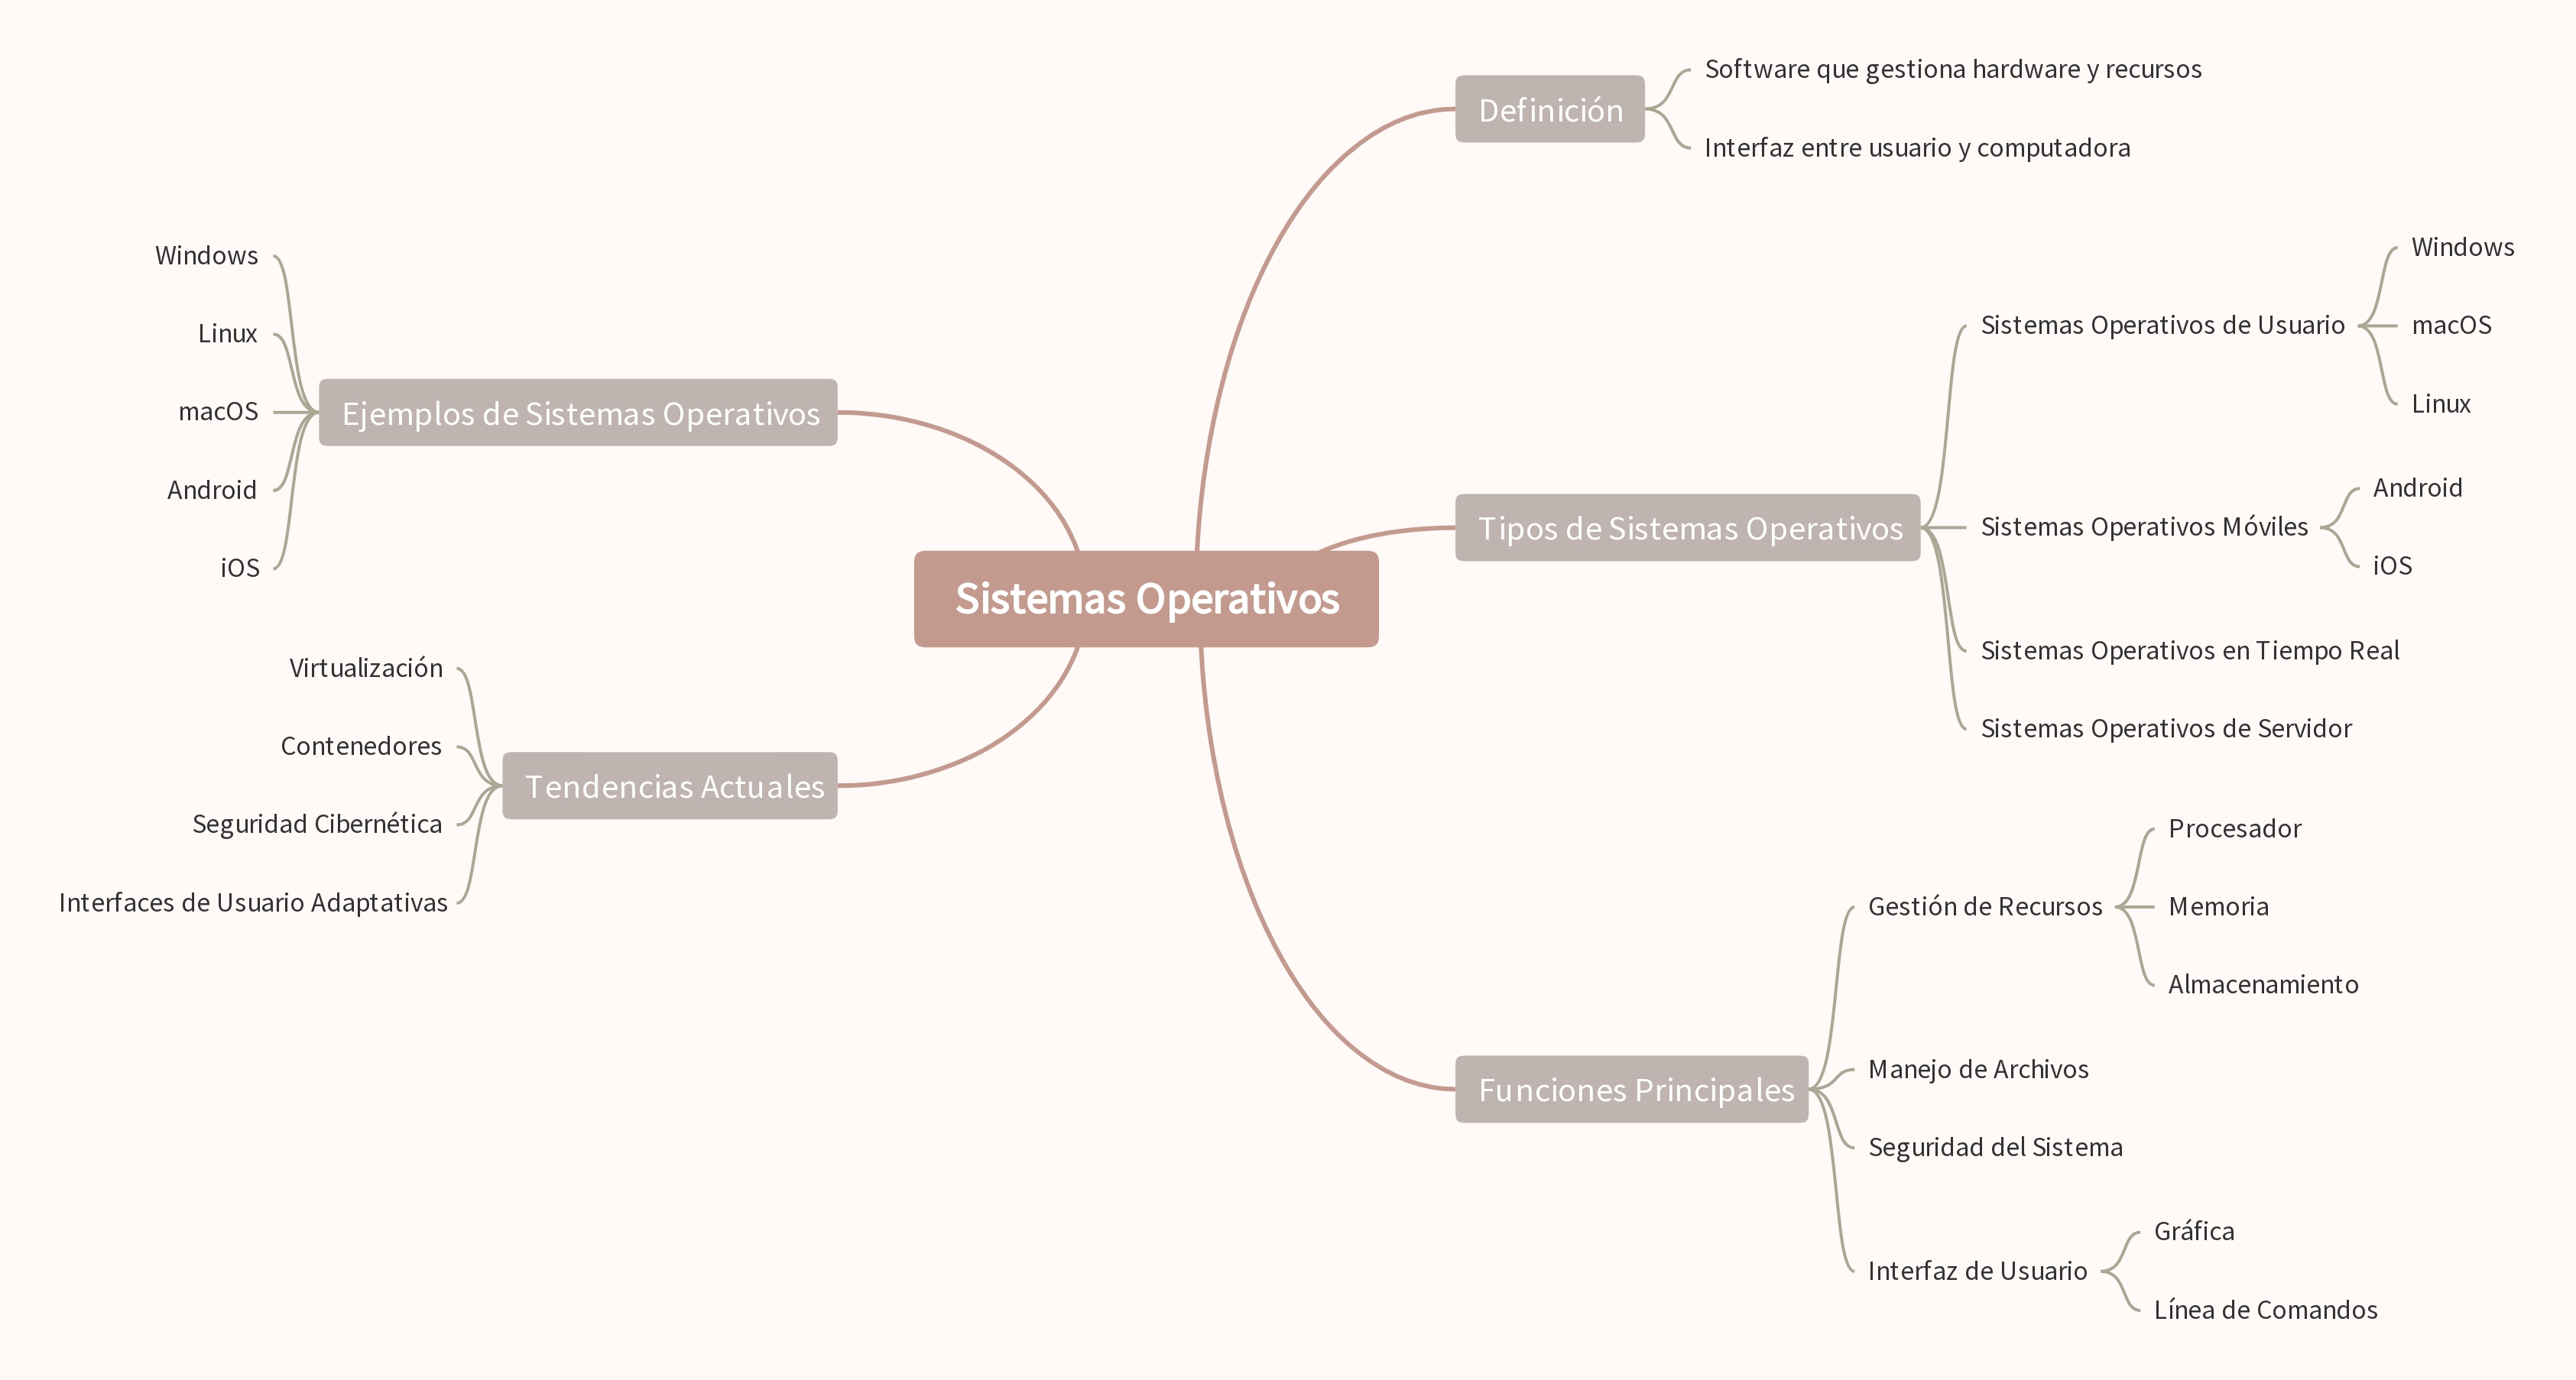 Sistemas Operativos
Definición
Software que gestiona hardware y recursos
Interfaz entre usuario y computadora
Tipos de Sistemas Operativos
Sistemas Operativos de Usuario
Windows
macOS
Linux
Sistemas Operativos Móviles
Android
iOS
Sistemas Operativos en Tiempo Real
Sistemas Operativos de Servidor
Funciones Principales
Gestión de Recursos
Procesador
Memoria
Almacenamiento
Manejo de Archivos
Seguridad del Sistema
Interfaz de Usuario
Gráfica
Línea de Comandos
Ejemplos de Sistemas Operativos
Windows
Linux
macOS
Android
iOS
Tendencias Actuales
Virtualización
Contenedores
Seguridad Cibernética
Interfaces de Usuario Adaptativas